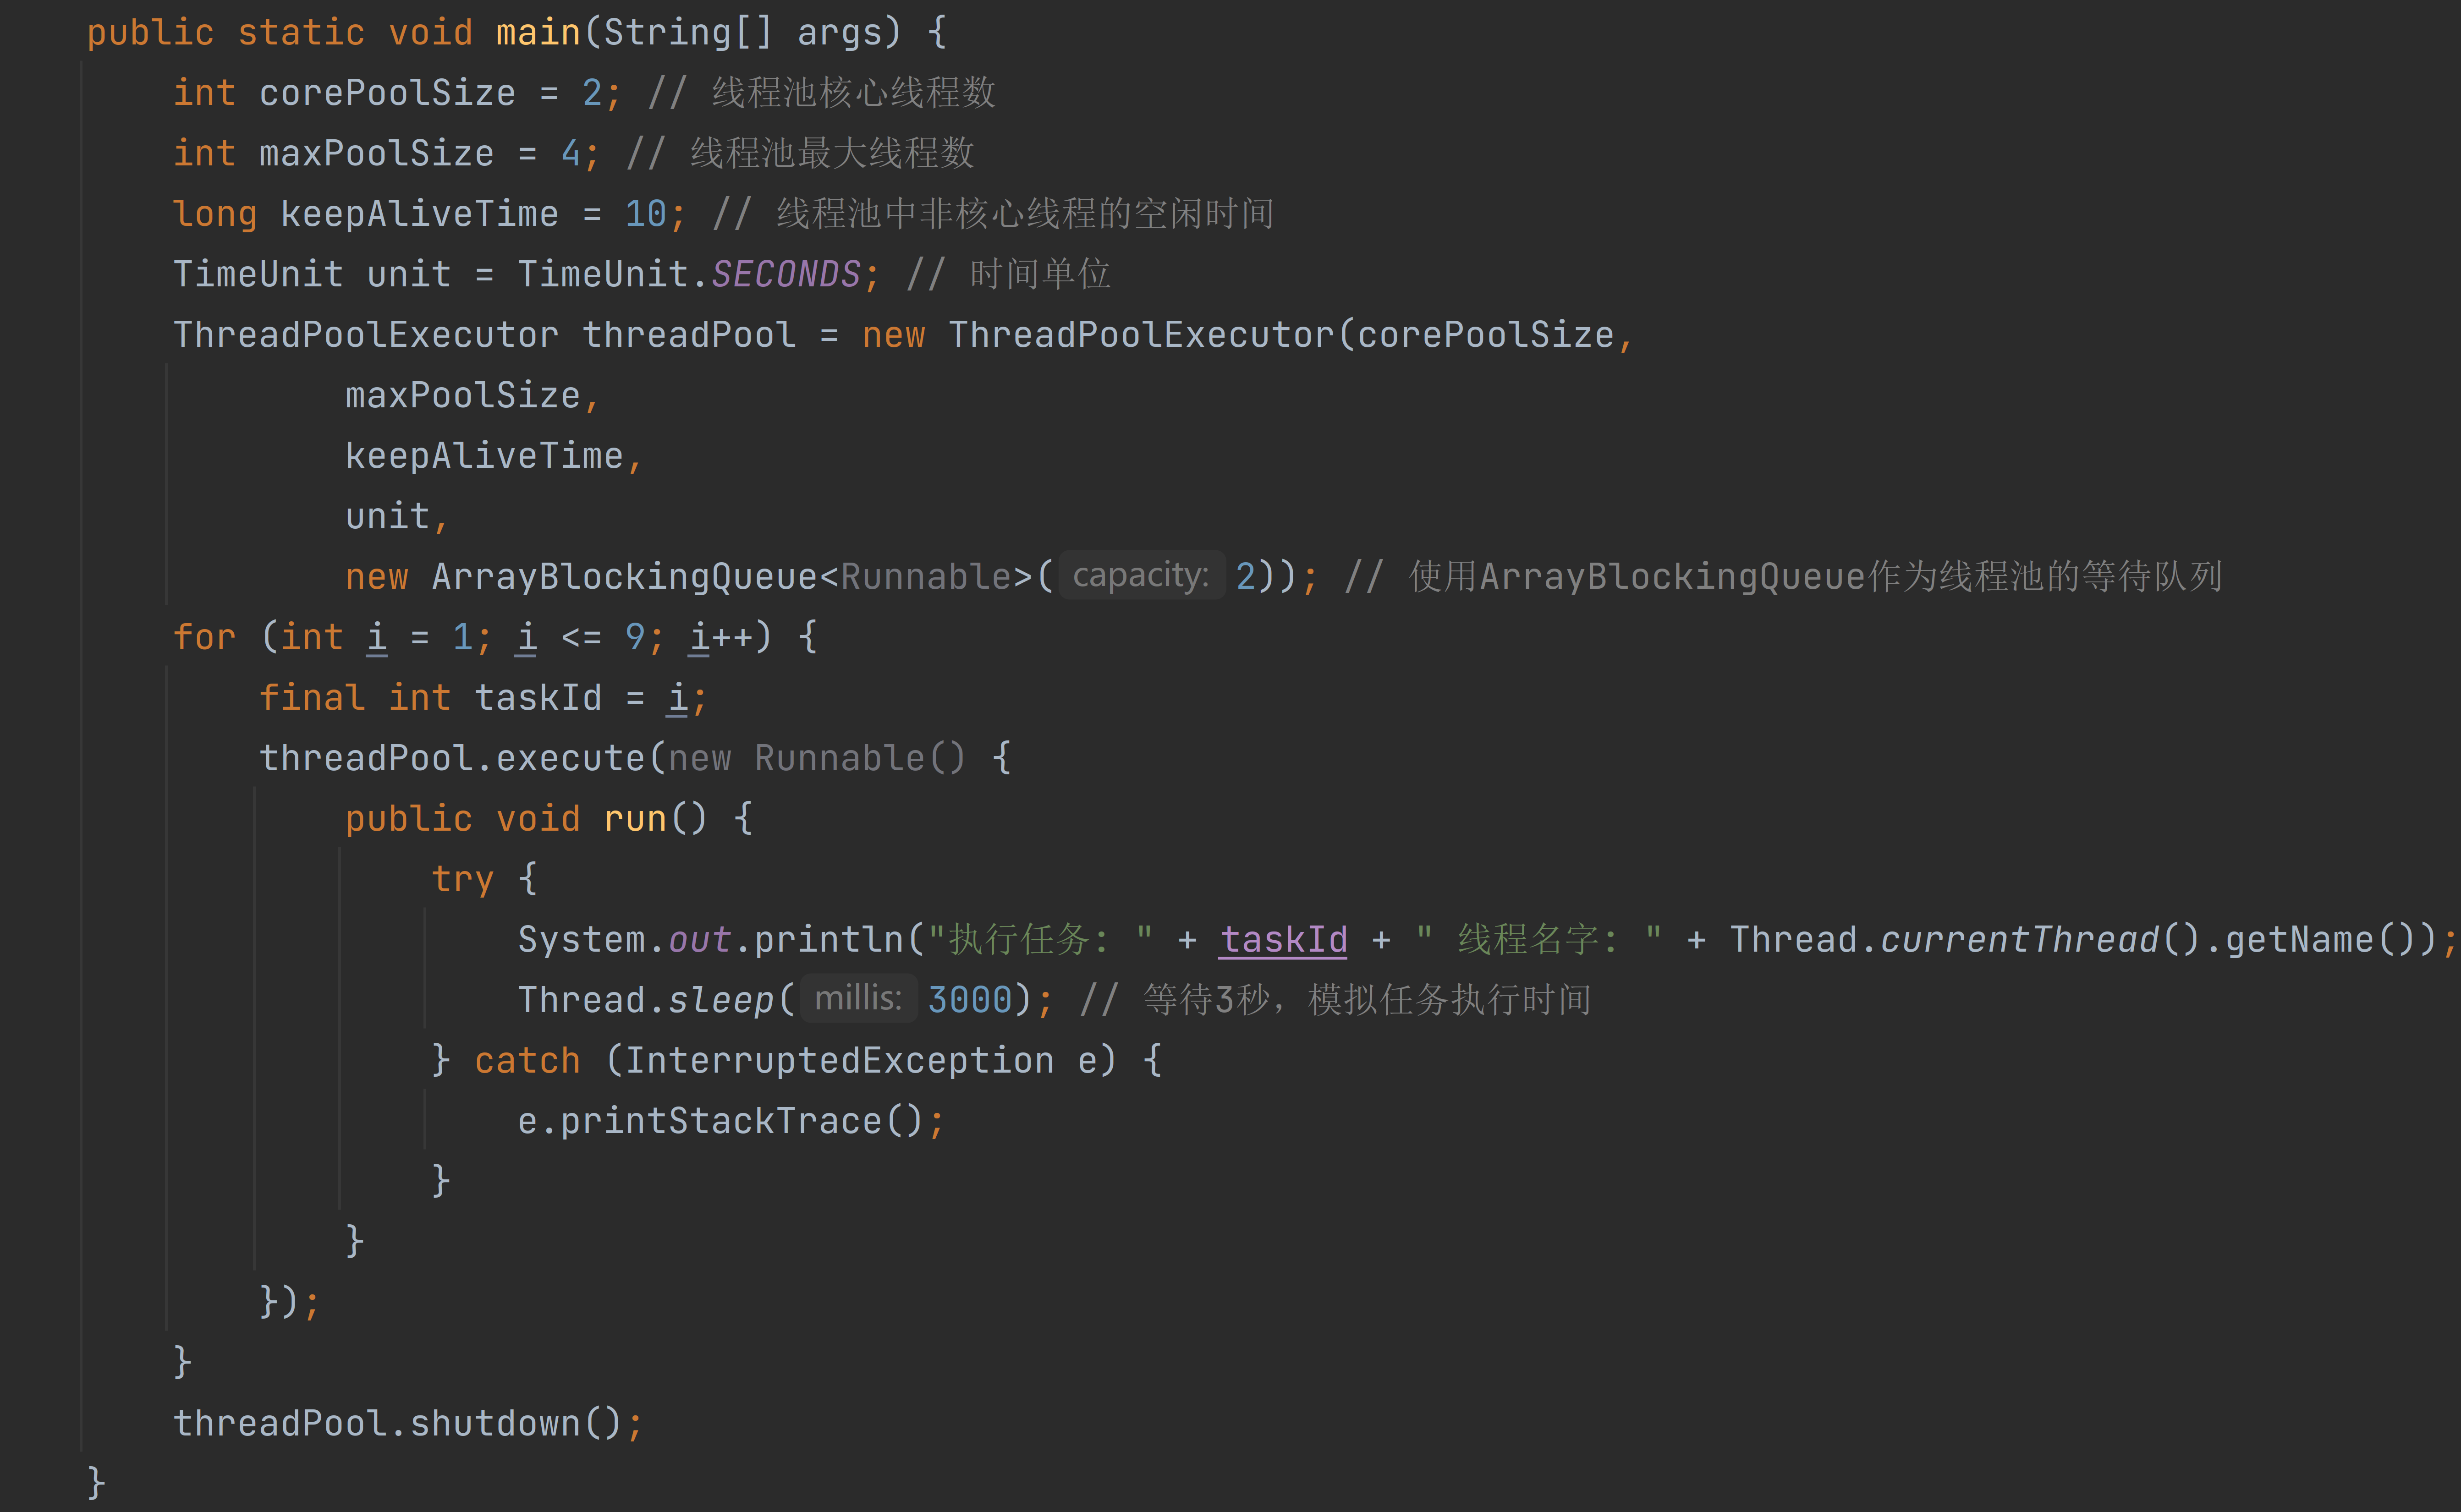 public static void main(String[] args) {
int corePoolSize = 2; // 线程池核心线程数
int maxPoolSize = 4; // 线程池最大线程数
long keepAliveTime = 10; // 线程池中非核心线程的空闲时间
TimeUnit unit = TimeUnit.SECONDS; // 时间单位
ThreadPoolExecutor threadPool = new ThreadPoolExecutor(corePoolSize,
maxPoolSize,
keepAliveTime,
unit,
new ArrayBlockingQueue<Runnable>( capacity: 2)); // 使用ArrayBlockingQueue作为线程池的等待队列
for (int i = 1; i <= 9; i++) {
final int taskId = i;
threadPool.execute(new Runnable() {
public void run() {
try {
System.out.println("执行任务: " + taskId + " 线程名字: " + Thread.currentThread().getName());
Thread.sleep( millis: 3000); // 等待3秒，模拟任务执行时间
} catch (InterruptedException e) {
e.printStackTrace();
}
}
});
}
threadPool.shutdown();
}